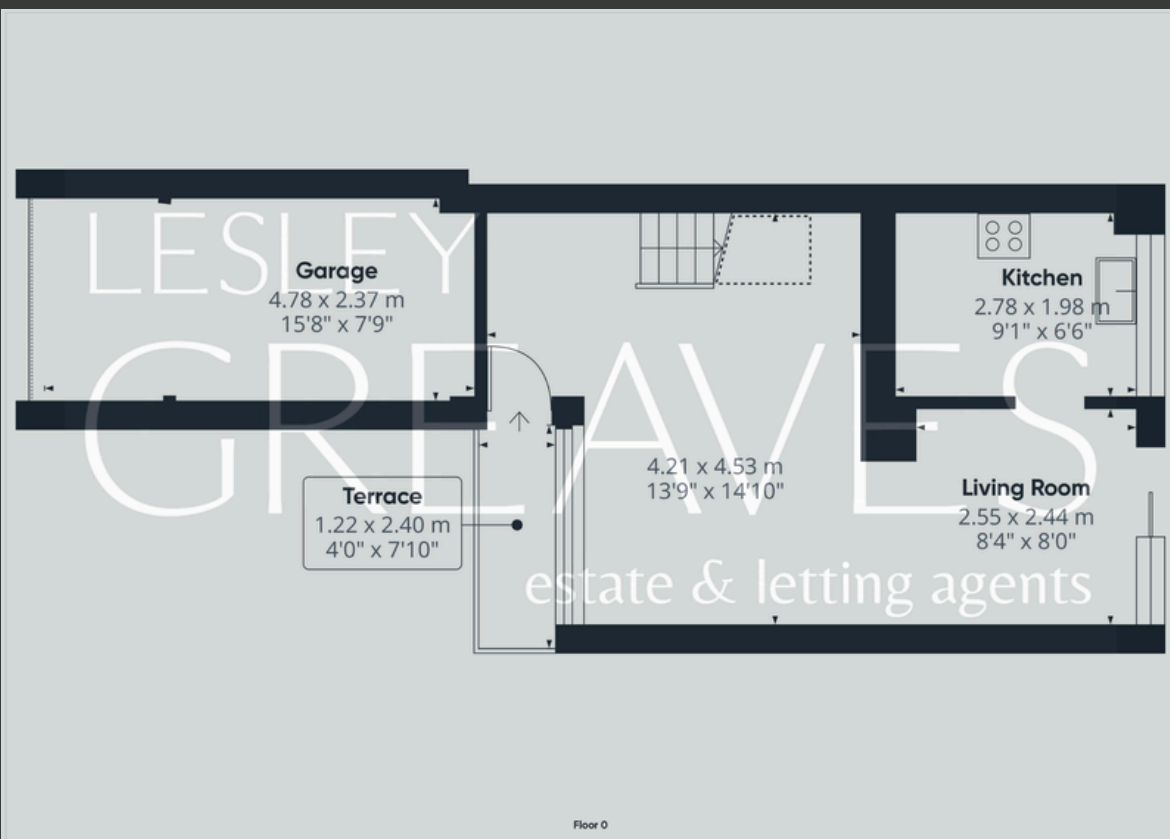 LESLEY
GREAVES
estate & letting agents
Garage
4.78 x 2.37 m
15'8" x 7'9"
Kitchen
2.78 x 1.98 m
9'1" x 6'6"
4.21 x 4.53 m
13'9" x 14'10"
Terrace
1.22 x 2.40 m
4'0" x 7'10"
Living Room
2.55 x 2.44 m
8'4" x 8'0"
Floor 0